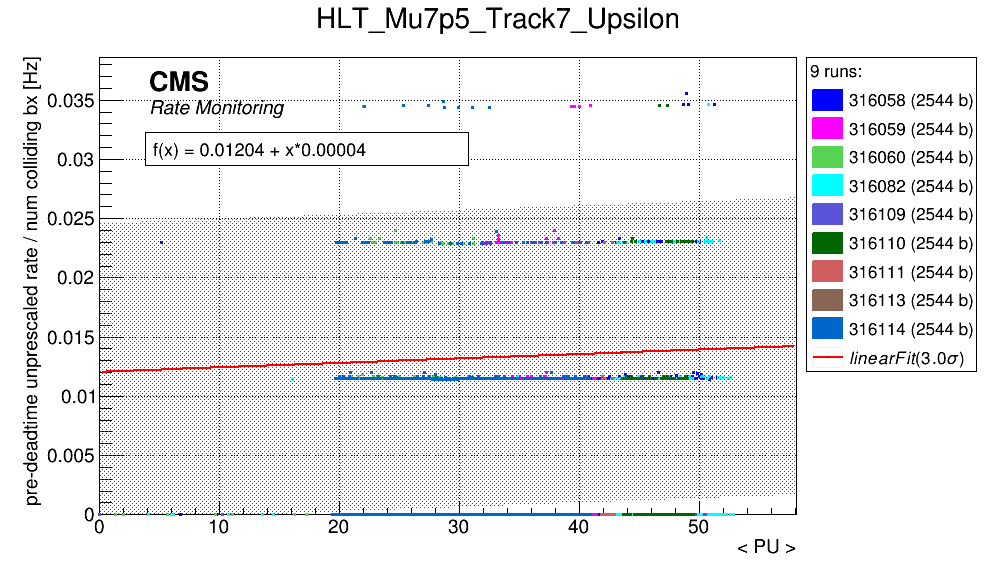 HLT_Mu7p5_Track7_Upsilon
pre-deadtime unprescaled rate / num colliding bx [Hz]
CMS
Rate Monitoring
f(x) = 0.01204 + x*0.00004
0.035
0.03
0.025
0.02
0.015
0.01
0.005
0
0 10 20 30 40 50
< PU >
9 runs:
316058 (2544 b)
316059 (2544 b)
316060 (2544 b)
316082 (2544 b)
316109 (2544 b)
316110 (2544 b)
316111 (2544 b)
316113 (2544 b)
316114 (2544 b)
linearFit(3.0σ)